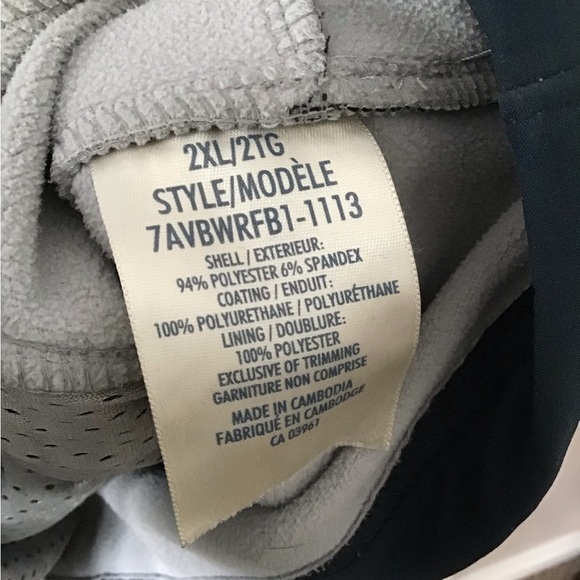 2XL/2TG
STYLE/MODÈLE
7AVBWRFB1-1113
SHELL / EXTERIEUR:
94% POLYESTER 6% SPANDEX
COATING / ENDUIT:
100% POLYURETHANE / POLYURÉTHANE
LINING / DOUBLURE:
100% POLYESTER
EXCLUSIVE OF TRIMMING
GARNITURE NON COMPRISE
MADE IN CAMBODIA
FABRIQUÉ EN CAMBODGE
CA 03961